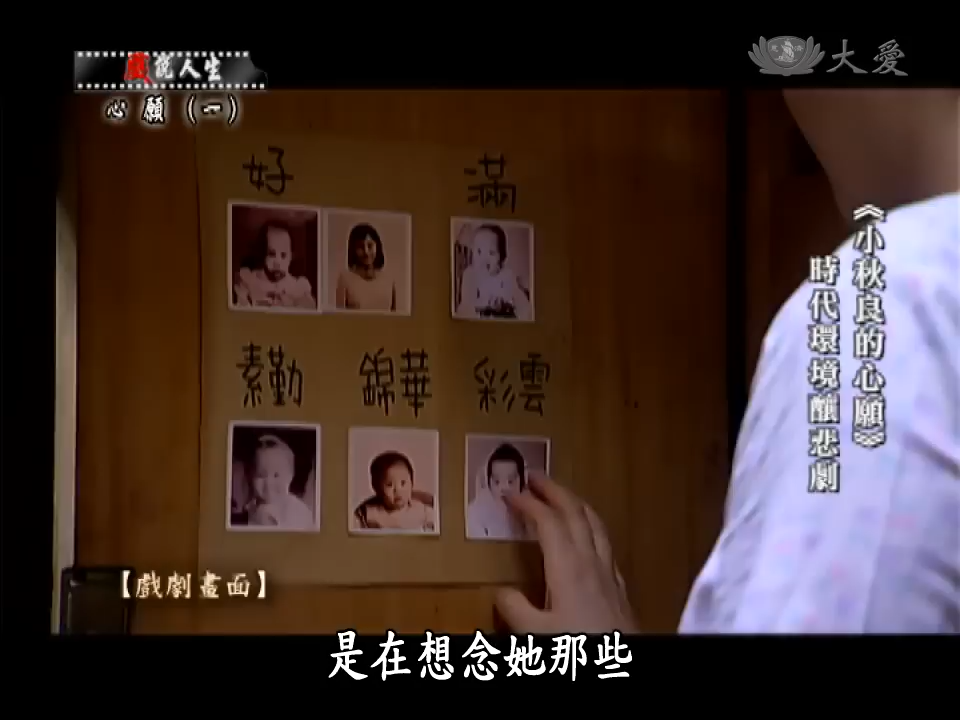 大愛
戲說人生
心願（一）
好
滿
素勤
錦華
彩雲
《小秋良的心願》
時代環境釀悲劇
【戲劇畫面】
是在想念她那些